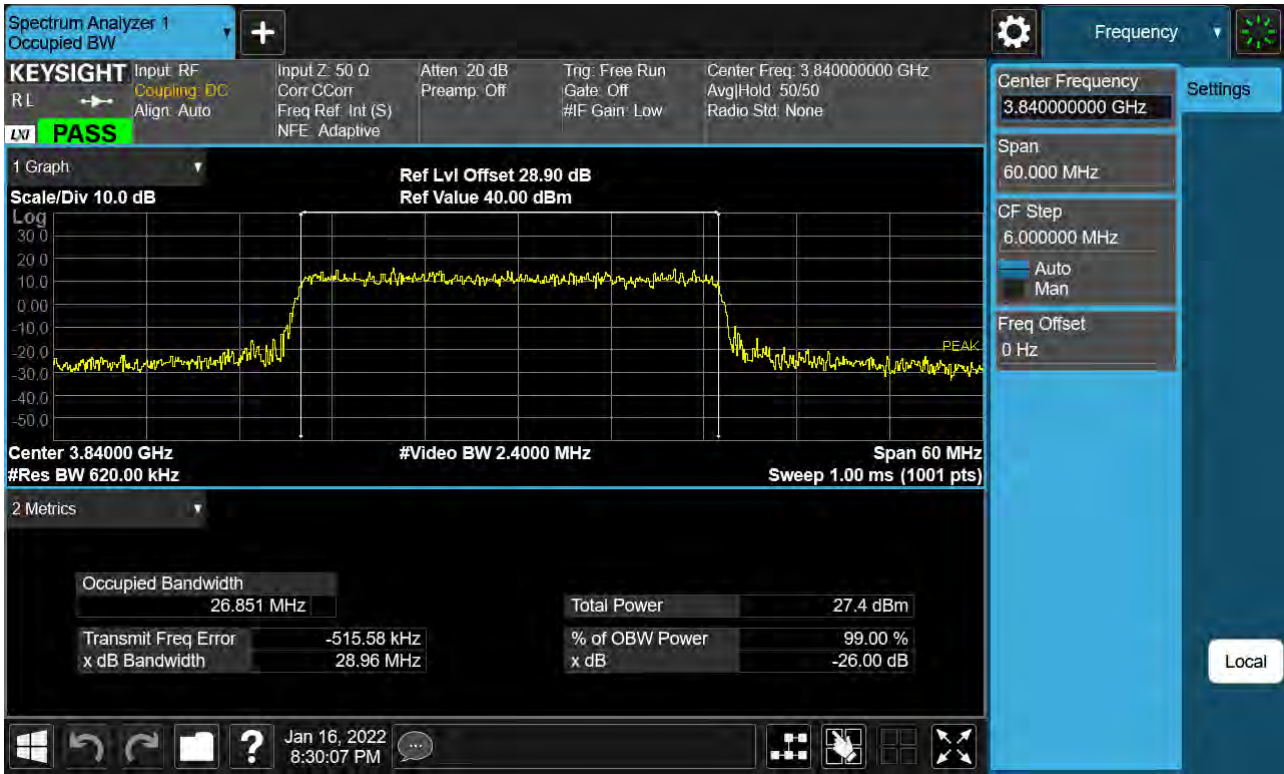 Spectrum Analyzer 1
Occupied BW
+
Frequency
KEYSIGHT
RL
LXI
PASS
Input: RF
Coupling: DC
Align: Auto
Input Z: 50 Ω
Corr CCorr
Freq Ref: Int (S)
NFE: Adaptive
Atten: 20 dB
Preamp: Off
Trig: Free Run
Gate: Off
#IF Gain: Low
Center Freq: 3.840000000 GHz
Avg|Hold: 50/50
Radio Std: None
Center Frequency
3.840000000 GHz
Settings
Span
60.000 MHz
CF Step
6.000000 MHz
Auto
Man
Freq Offset
0 Hz
Local
1 Graph
Scale/Div 10.0 dB
Ref Lvl Offset 28.90 dB
Ref Value 40.00 dBm
Log
30.0
20.0
10.0
0.00
-10.0
-20.0
-30.0
-40.0
-50.0
PEAK
Center 3.84000 GHz
#Video BW 2.4000 MHz
Span 60 MHz
#Res BW 620.00 kHz
Sweep 1.00 ms (1001 pts)
2 Metrics
Occupied Bandwidth
26.851 MHz
Total Power 27.4 dBm
Transmit Freq Error -515.58 kHz
% of OBW Power 99.00 %
x dB Bandwidth 28.96 MHz
x dB -26.00 dB
?
Jan 16, 2022
8:30:07 PM